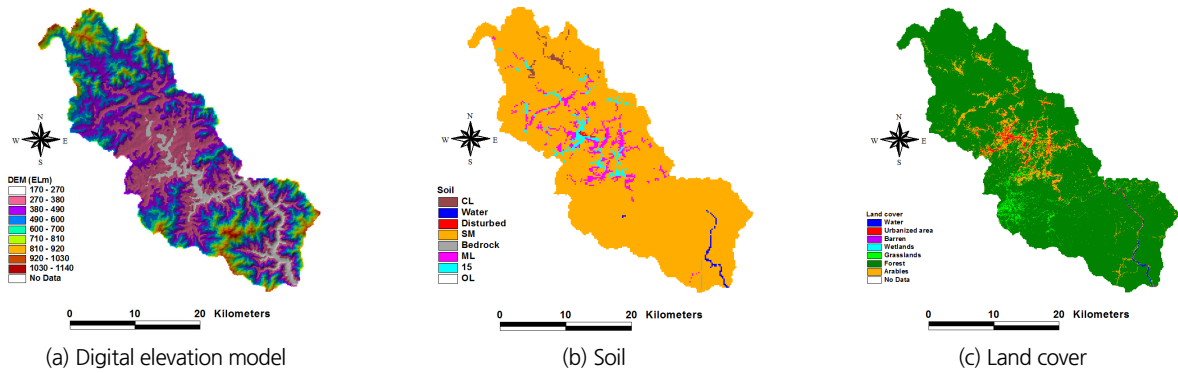 N
W E
S
DEM (ELm)
170 - 270
270 - 380
380 - 490
490 - 600
600 - 700
710 - 810
810 - 920
920 - 1030
1030 - 1140
No Data
0 10 20 Kilometers
(a) Digital elevation model
N
W E
S
Soil
CL
Water
Disturbed
SM
Bedrock
ML
15
OL
0 10 20 Kilometers
(b) Soil
N
W E
S
Land cover
Water
Urbanized area
Barren
Wetlands
Grasslands
Forest
Arables
No Data
0 10 20 Kilometers
(c) Land cover